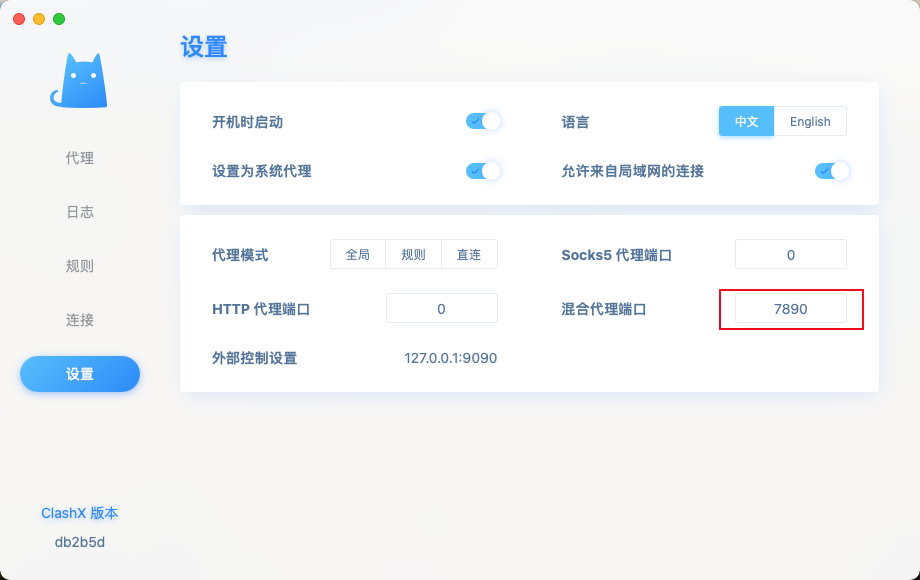 设置
代理
日志
规则
连接
设置
ClashX 版本
db2b5d
开机时启动
语言 中文 English
设置为系统代理 允许来自局域网的连接
代理模式 全局 规则 直连 Socks5 代理端口 0
HTTP 代理端口 0 混合代理端口 7890
外部控制设置 127.0.0.1:9090